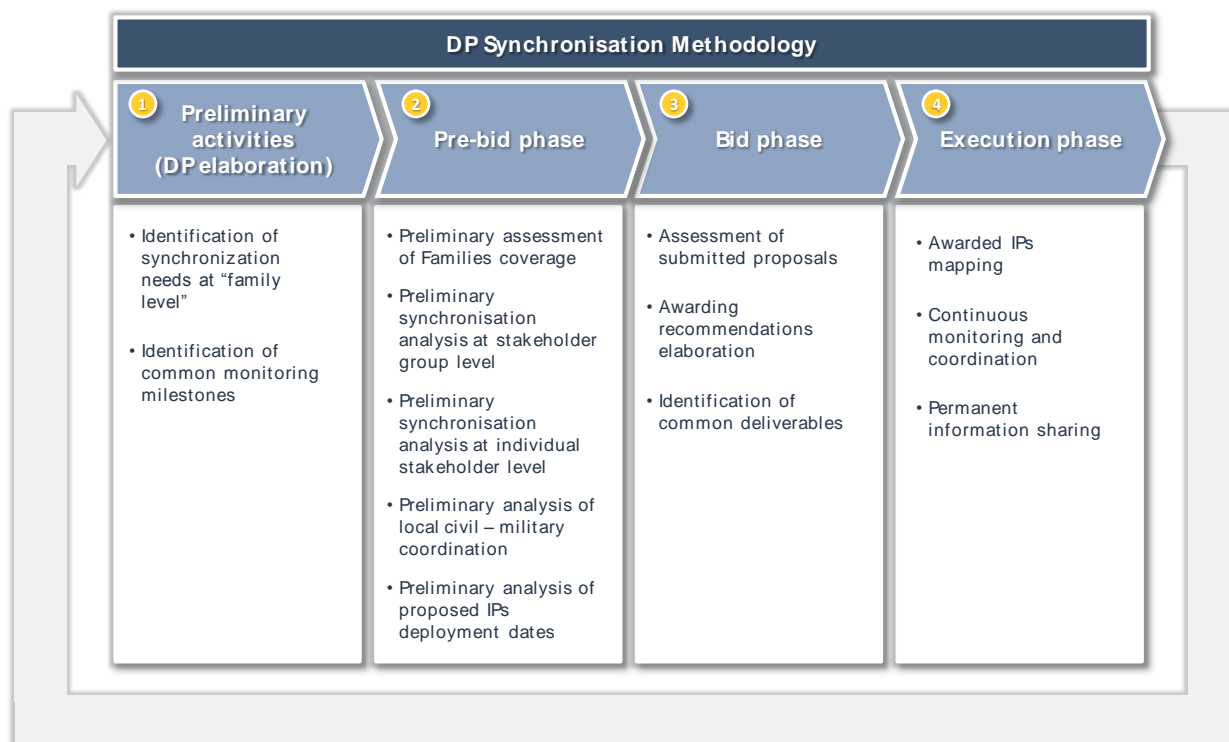 DP Synchronisation Methodology
1
Preliminary
activities
(DP elaboration)
2
Pre-bid phase
3
Bid phase
4
Execution phase
• Identification of
synchronization
needs at “family
level”
• Identification of
common monitoring
milestones
• Preliminary assessment
of Families coverage
• Preliminary
synchronisation
analysis at stakeholder
group level
• Preliminary
synchronisation
analysis at individual
stakeholder level
• Preliminary analysis of
local civil – military
coordination
• Preliminary analysis of
proposed IPs
deployment dates
• Assessment of
submitted proposals
• Awarding
recommendations
elaboration
• Identification of
common deliverables
• Awarded IPs
mapping
• Continuous
monitoring and
coordination
• Permanent
information sharing